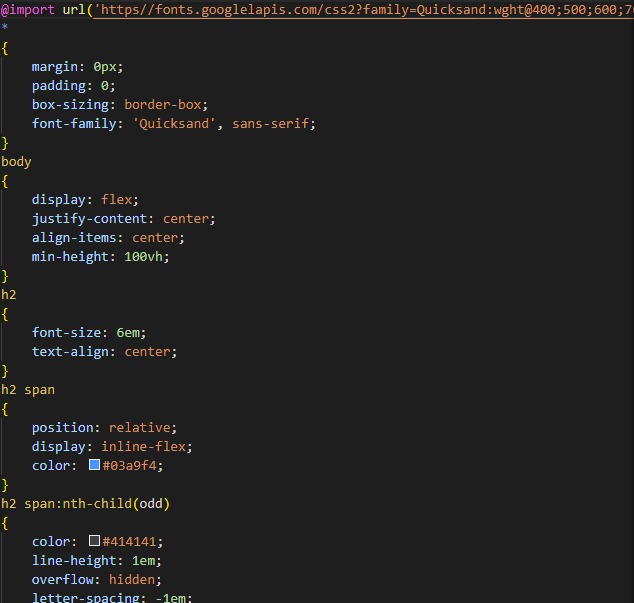 @import url('https//fonts.googlelapis.com/css2?family=Quicksand:wght@400;500;600;7
*
{
margin: 0px;
padding: 0;
box-sizing: border-box;
font-family: 'Quicksand', sans-serif;
}
body
{
display: flex;
justify-content: center;
align-items: center;
min-height: 100vh;
}
h2
{
font-size: 6em;
text-align: center;
}
h2 span
{
position: relative;
display: inline-flex;
color: #03a9f4;
}
h2 span:nth-child(odd)
{
color: #414141;
line-height: 1em;
overflow: hidden;
letter-spacing: -1em;